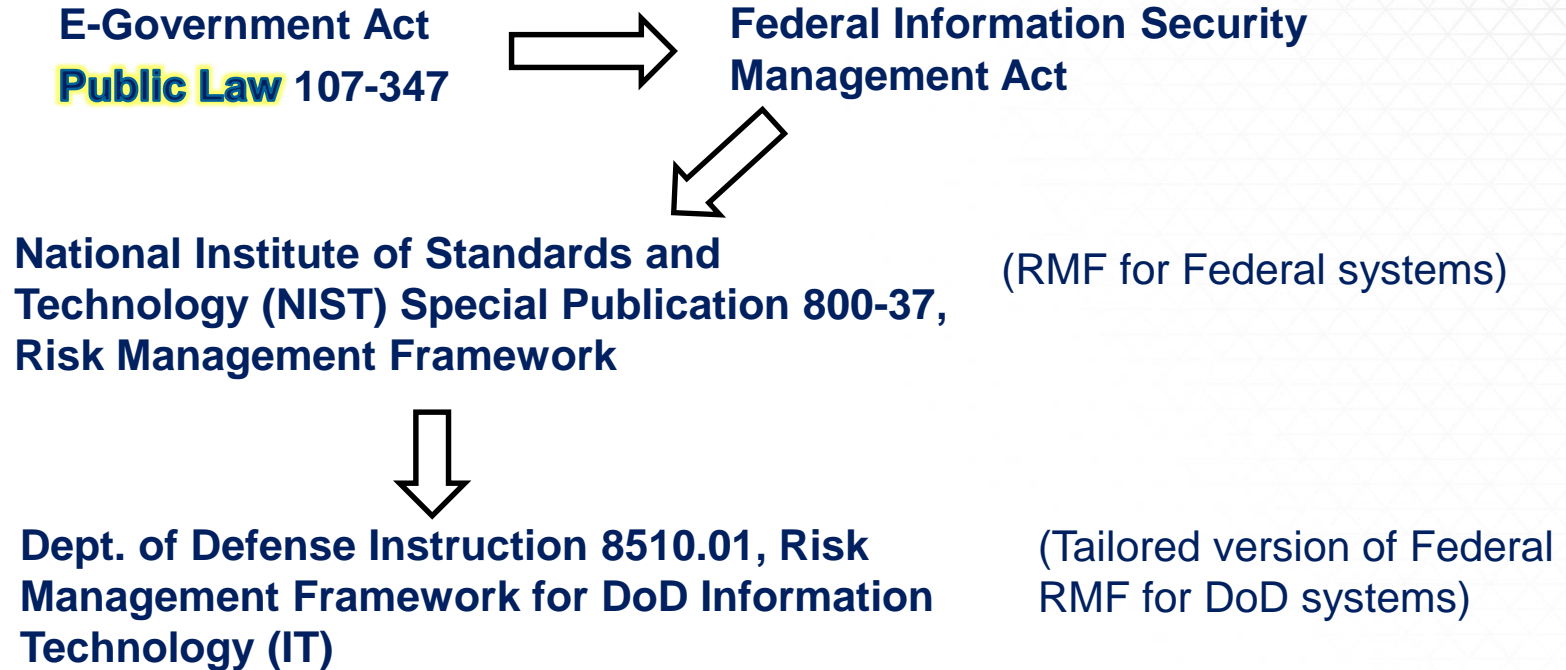 E-Government Act
Public Law 107-347
Federal Information Security
Management Act
National Institute of Standards and
Technology (NIST) Special Publication 800-37,
Risk Management Framework
(RMF for Federal systems)
Dept. of Defense Instruction 8510.01, Risk
Management Framework for DoD Information
Technology (IT)
(Tailored version of Federal
RMF for DoD systems)